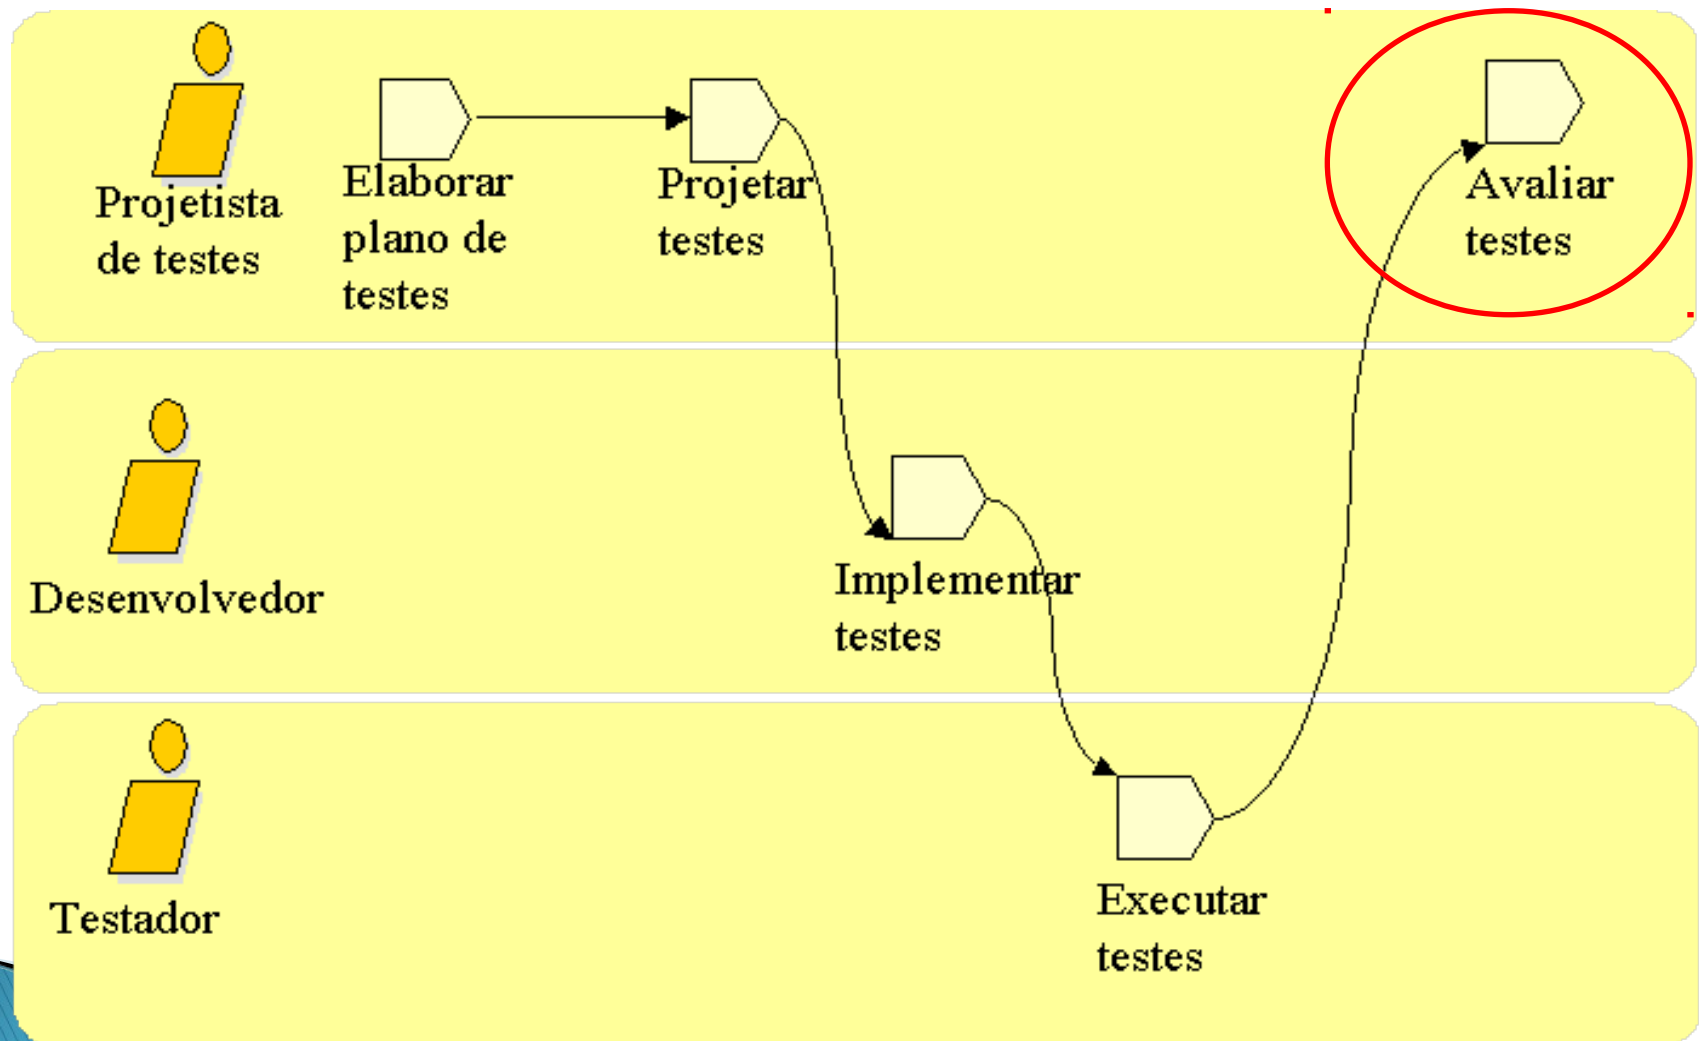 Projetista
de testes
Elaborar
plano de
testes
Projetar
testes
Avaliar
testes
Desenvolvedor
Implementar
testes
Testador
Executar
testes